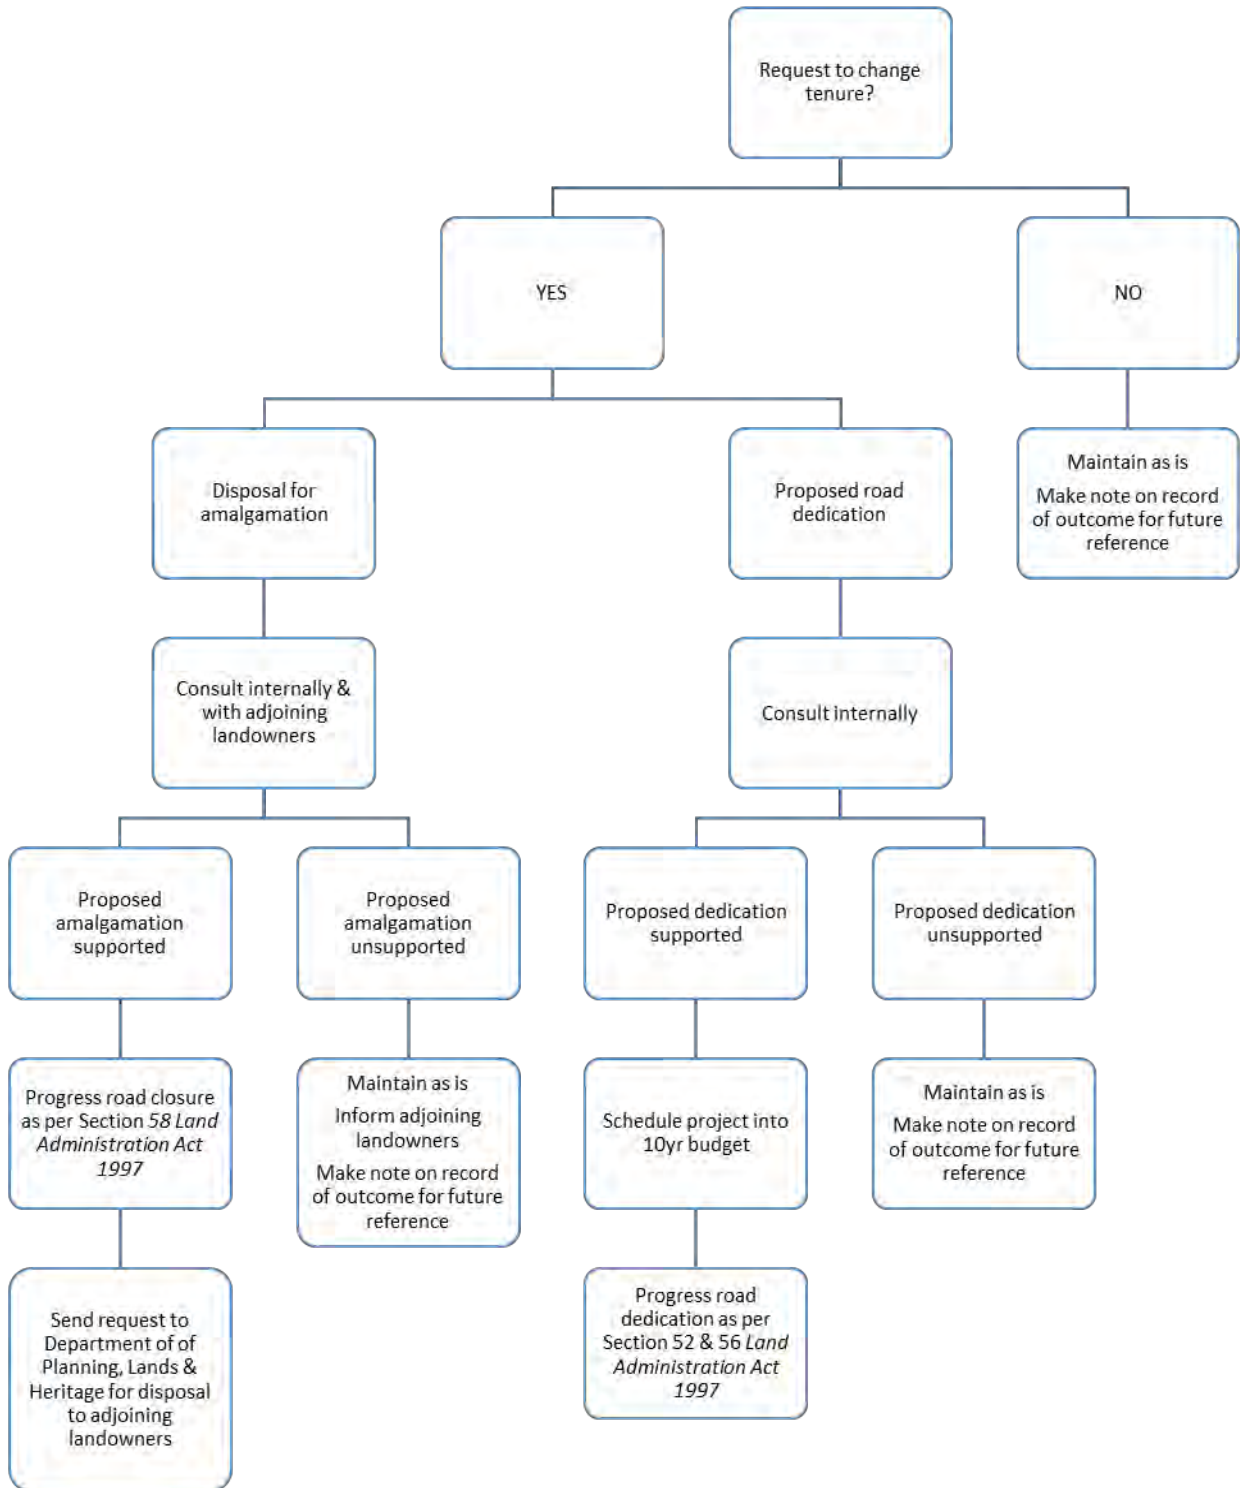 Request to change
tenure?
YES
NO
Disposal for
amalgamation
Proposed road
dedication
Maintain as is
Make note on record
of outcome for future
reference
Consult internally &
with adjoining
landowners
Consult internally
Proposed
amalgamation
supported
Proposed
amalgamation
unsupported
Proposed dedication
supported
Proposed dedication
unsupported
Progress road closure
as per Section 58 Land
Administration Act
1997
Maintain as is
Inform adjoining
landowners
Make note on record
of outcome for future
reference
Schedule project into
10yr budget
Maintain as is
Make note on record
of outcome for future
reference
Send request to
Department of of
Planning, Lands &
Heritage for disposal
to adjoining
landowners
Progress road
dedication as per
Section 52 & 56 Land
Administration Act
1997